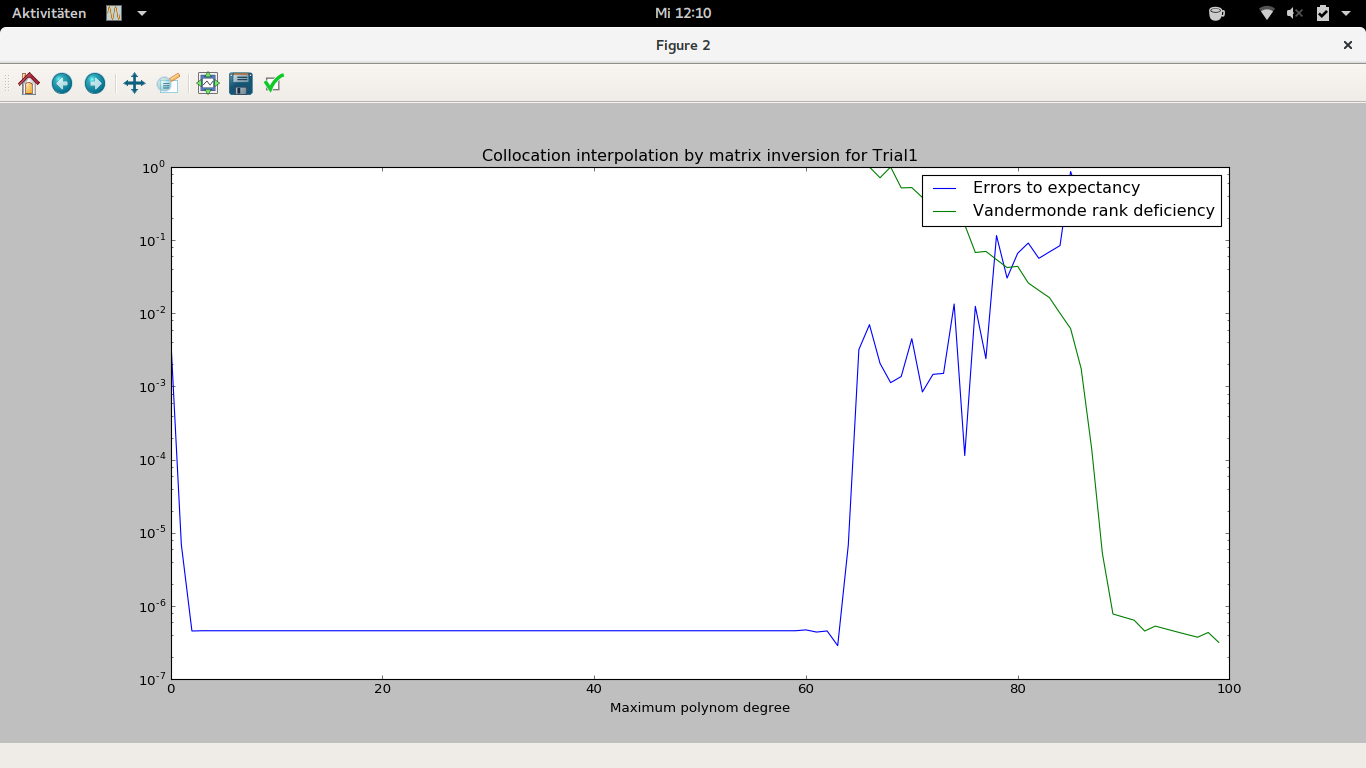 Aktivitäten
Mi 12:10
Figure 2
Collocation interpolation by matrix inversion for Trial1
10^0
10^-1
10^-2
10^-3
10^-4
10^-5
10^-6
10^-7
Errors to expectancy
Vandermonde rank deficiency
0 20 40 60 80 100
Maximum polynom degree